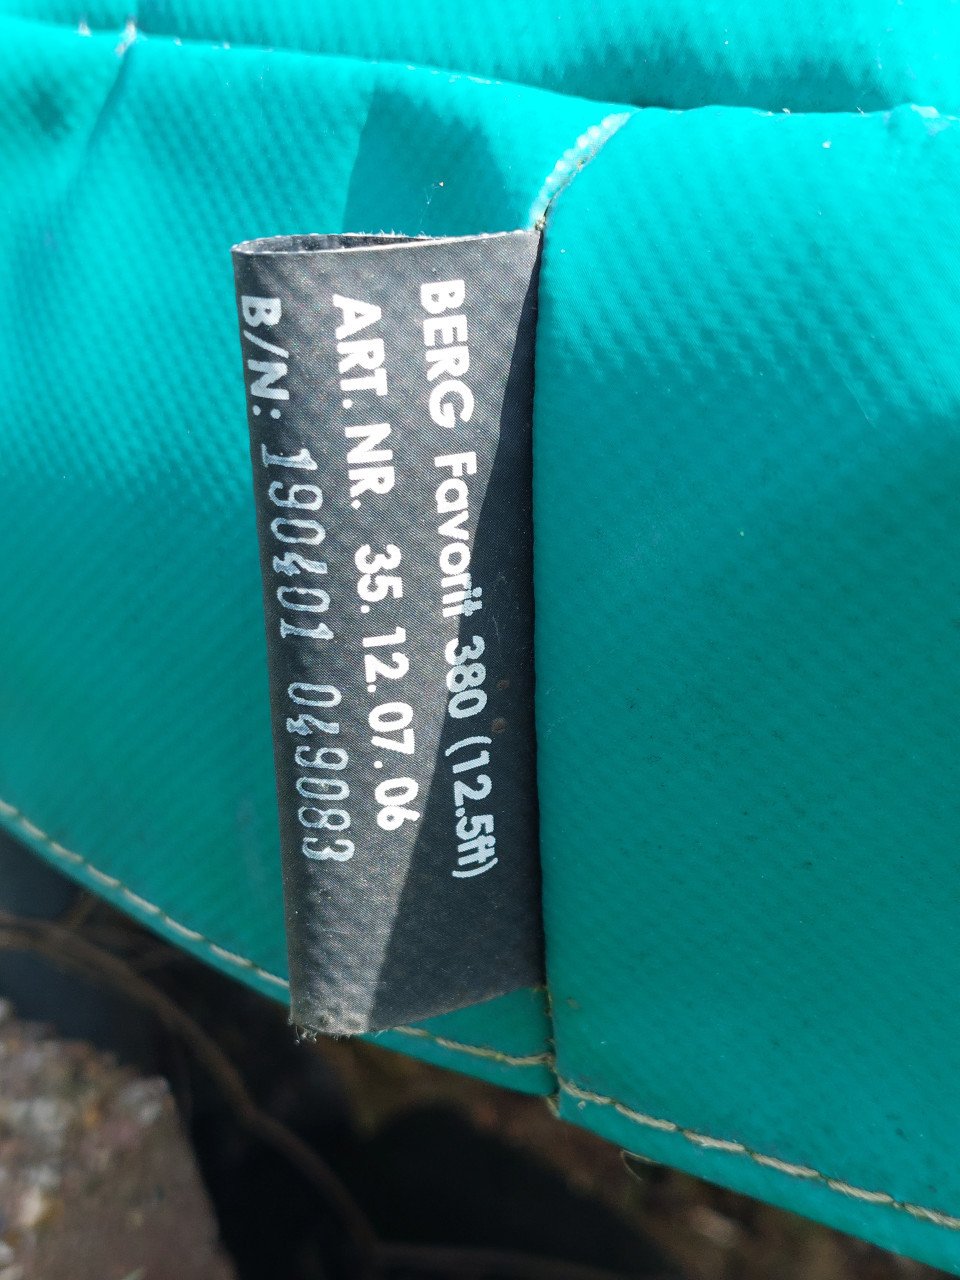 BERG Favorit 380 (12.5ft)
ART.NR. 35.12.07.06
B/N: 190401 049083